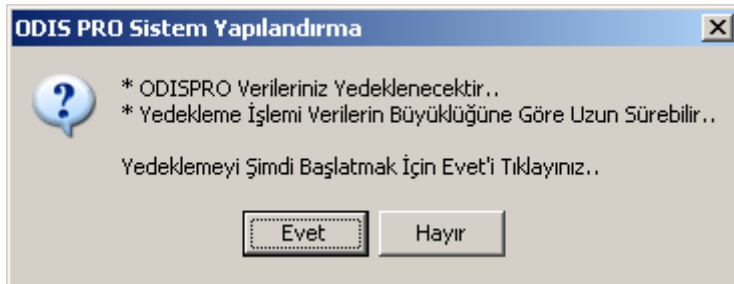 ODIS PRO Sistem Yapılandırma
* ODISPRO Verileriniz Yedeklenecektir..
* Yedekleme İşlemi Verilerin Büyüklüğüne Göre Uzun Sürebilir..
Yedeklemeyi Şimdi Başlatmak İçin Evet'i Tıklayınız..
Evet
Hayır